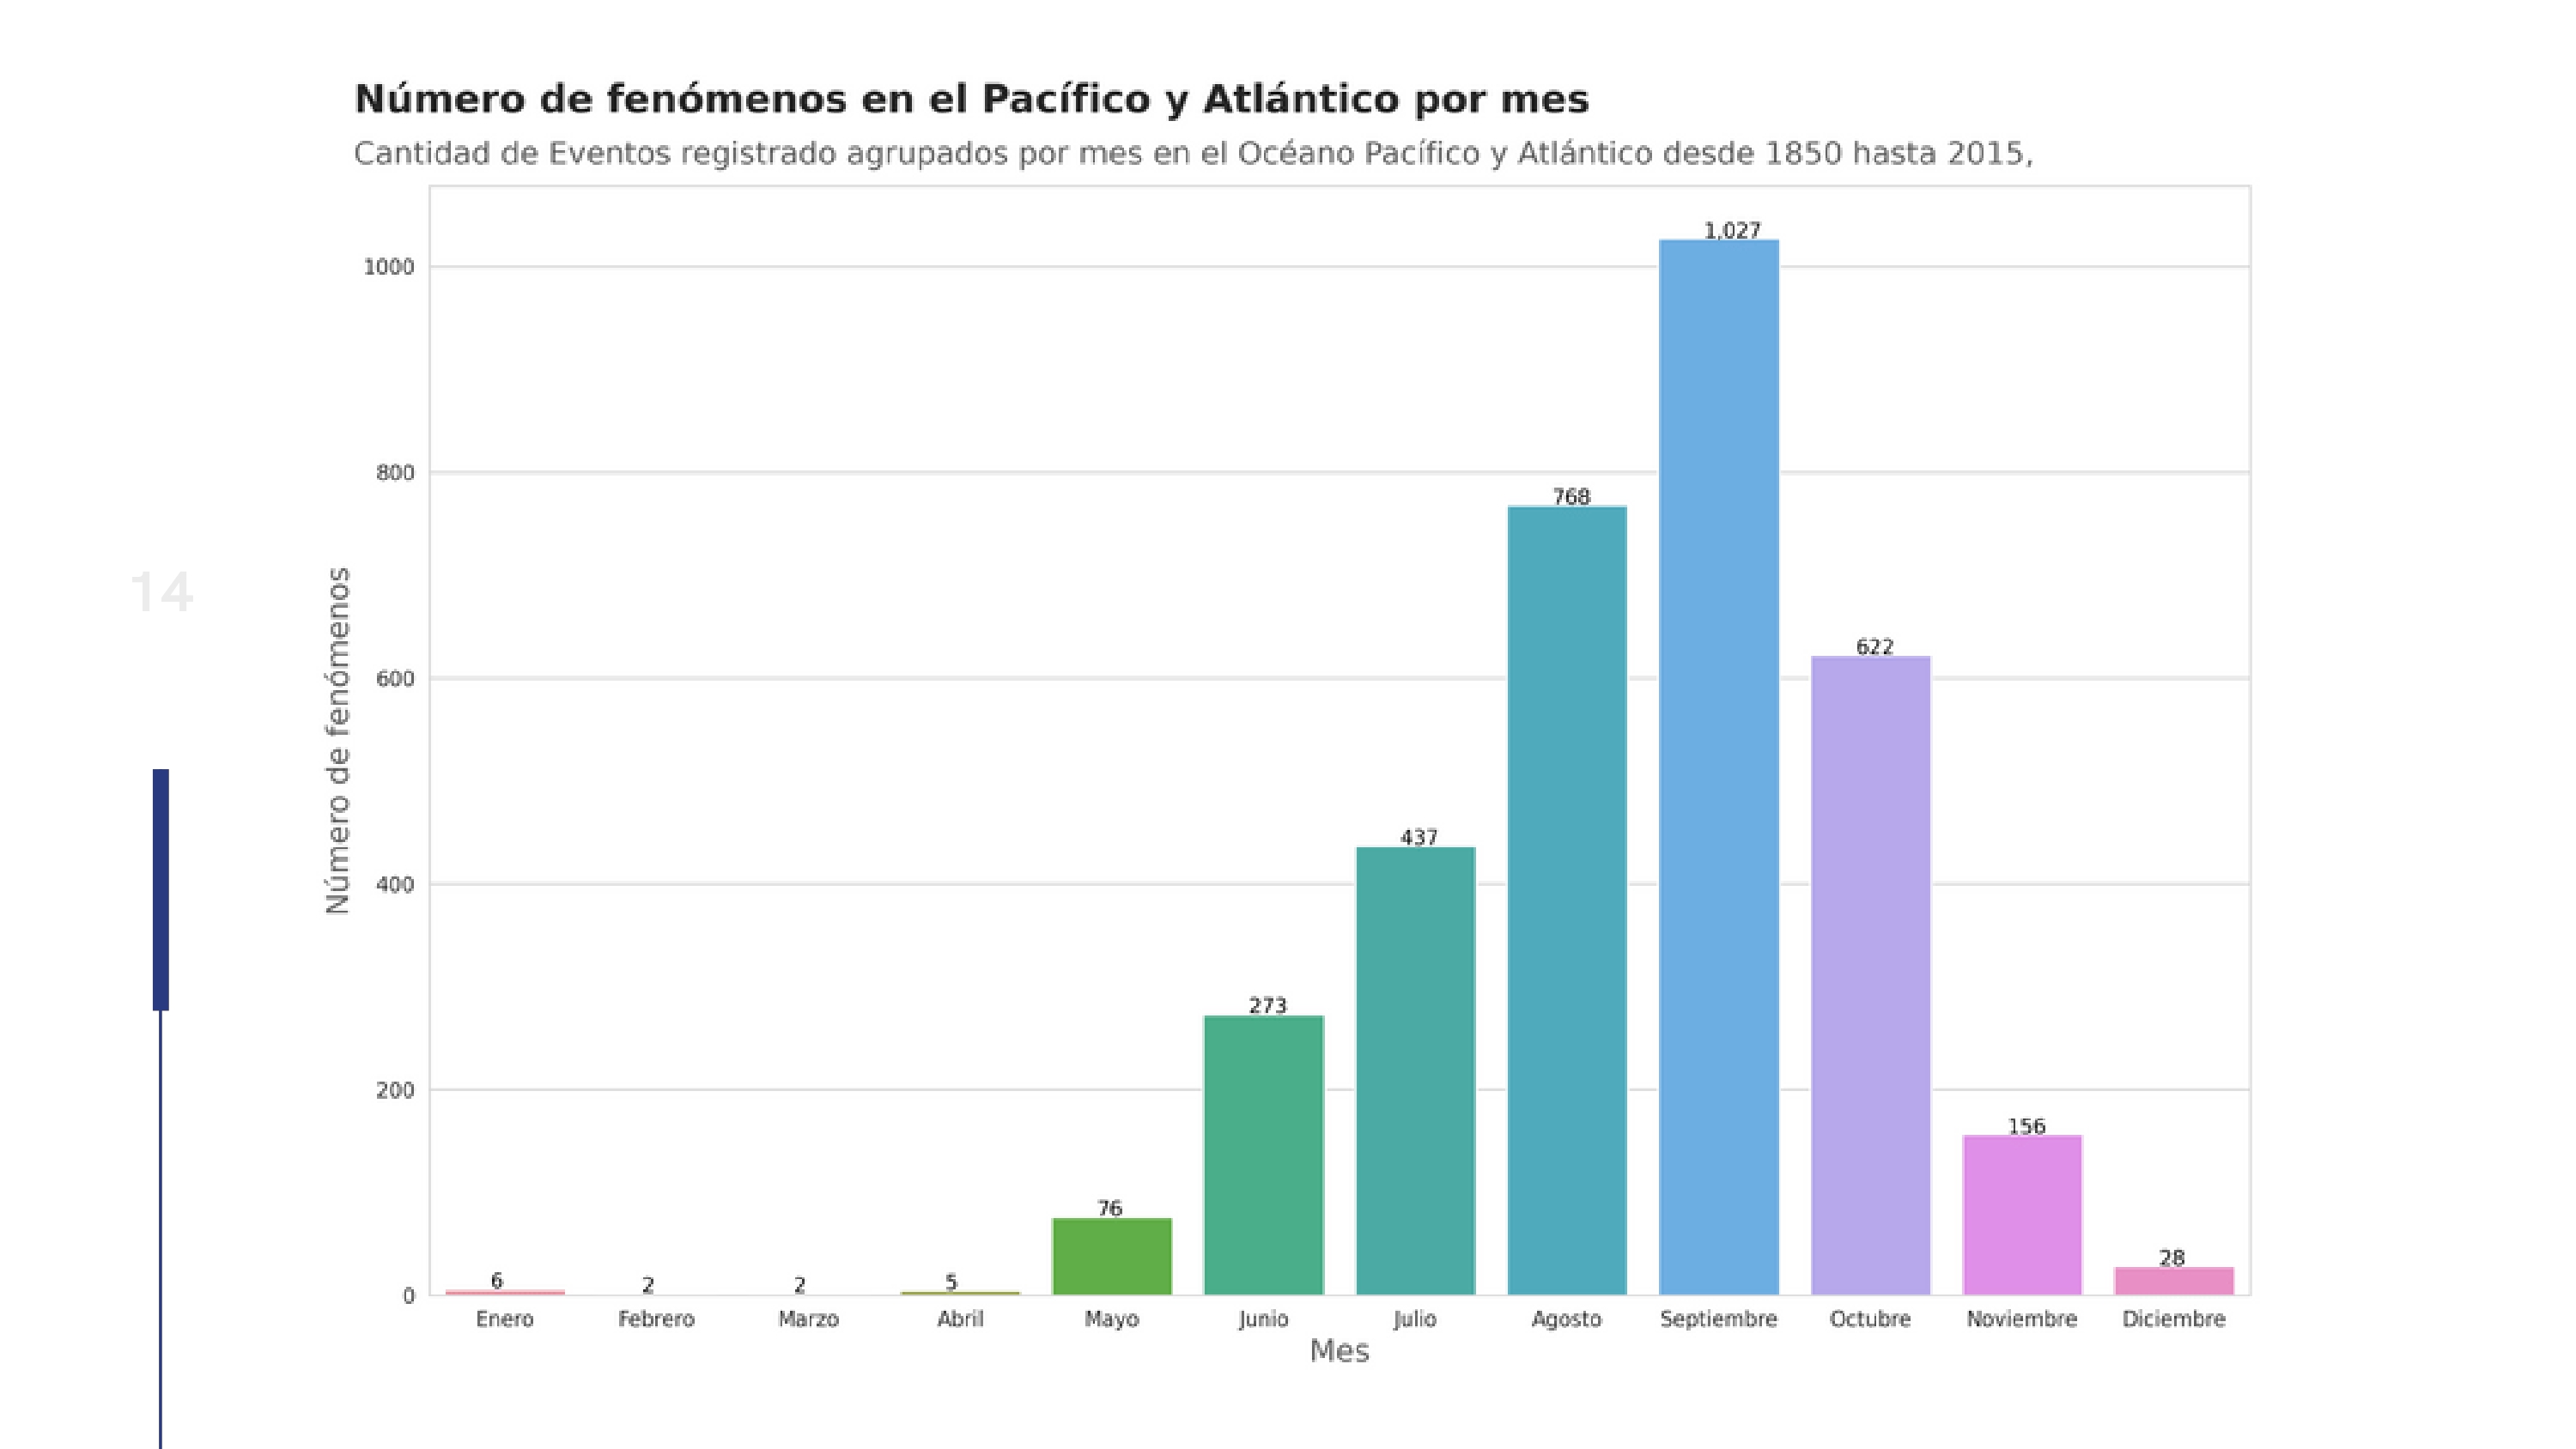 Número de fenómenos en el Pacífico y Atlántico por mes
Cantidad de Eventos registrado agrupados por mes en el Océano Pacífico y Atlántico desde 1850 hasta 2015,
14
Número de fenómenos
1000
800
600
400
200
0
6
2
2
5
76
273
437
768
1,027
622
156
28
Enero
Febrero
Marzo
Abril
Mayo
Junio
Julio
Agosto
Septiembre
Octubre
Noviembre
Diciembre
Mes